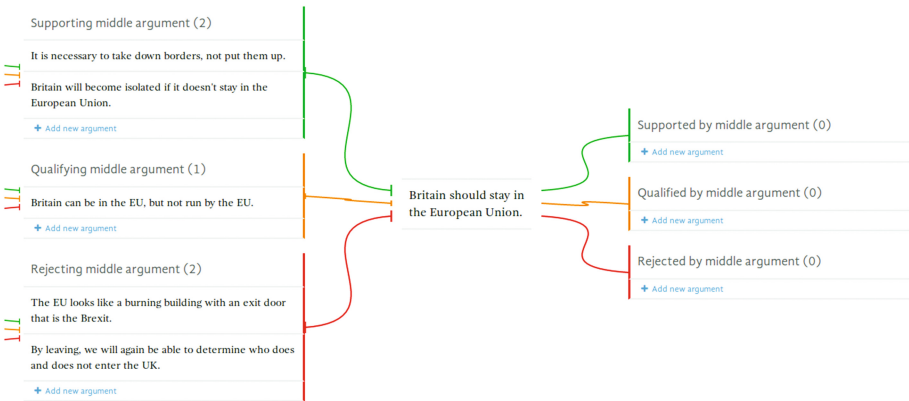 Supporting middle argument (2)
It is necessary to take down borders, not put them up.
Britain will become isolated if it doesn't stay in the
European Union.
+ Add new argument
Qualifying middle argument (1)
Britain can be in the EU, but not run by the EU.
+ Add new argument
Rejecting middle argument (2)
The EU looks like a burning building with an exit door
that is the Brexit.
By leaving, we will again be able to determine who does
and does not enter the UK.
+ Add new argument
Britain should stay in
the European Union.
Supported by middle argument (0)
+ Add new argument
Qualified by middle argument (0)
+ Add new argument
Rejected by middle argument (0)
+ Add new argument